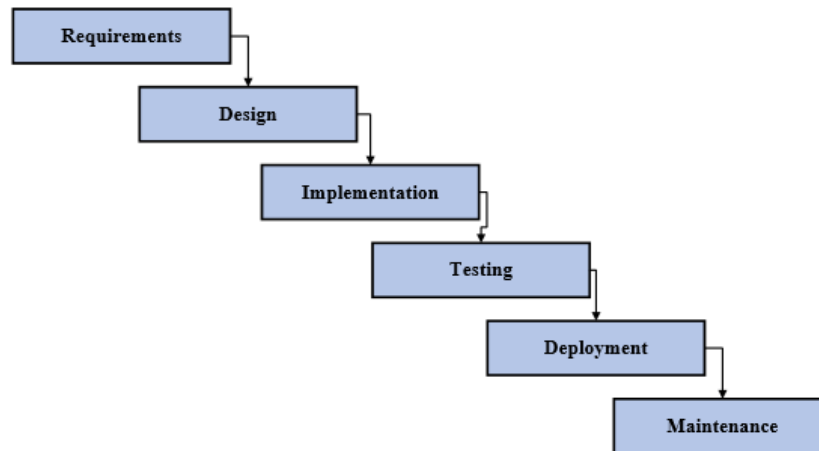 Requirements
Design
Implementation
Testing
Deployment
Maintenance